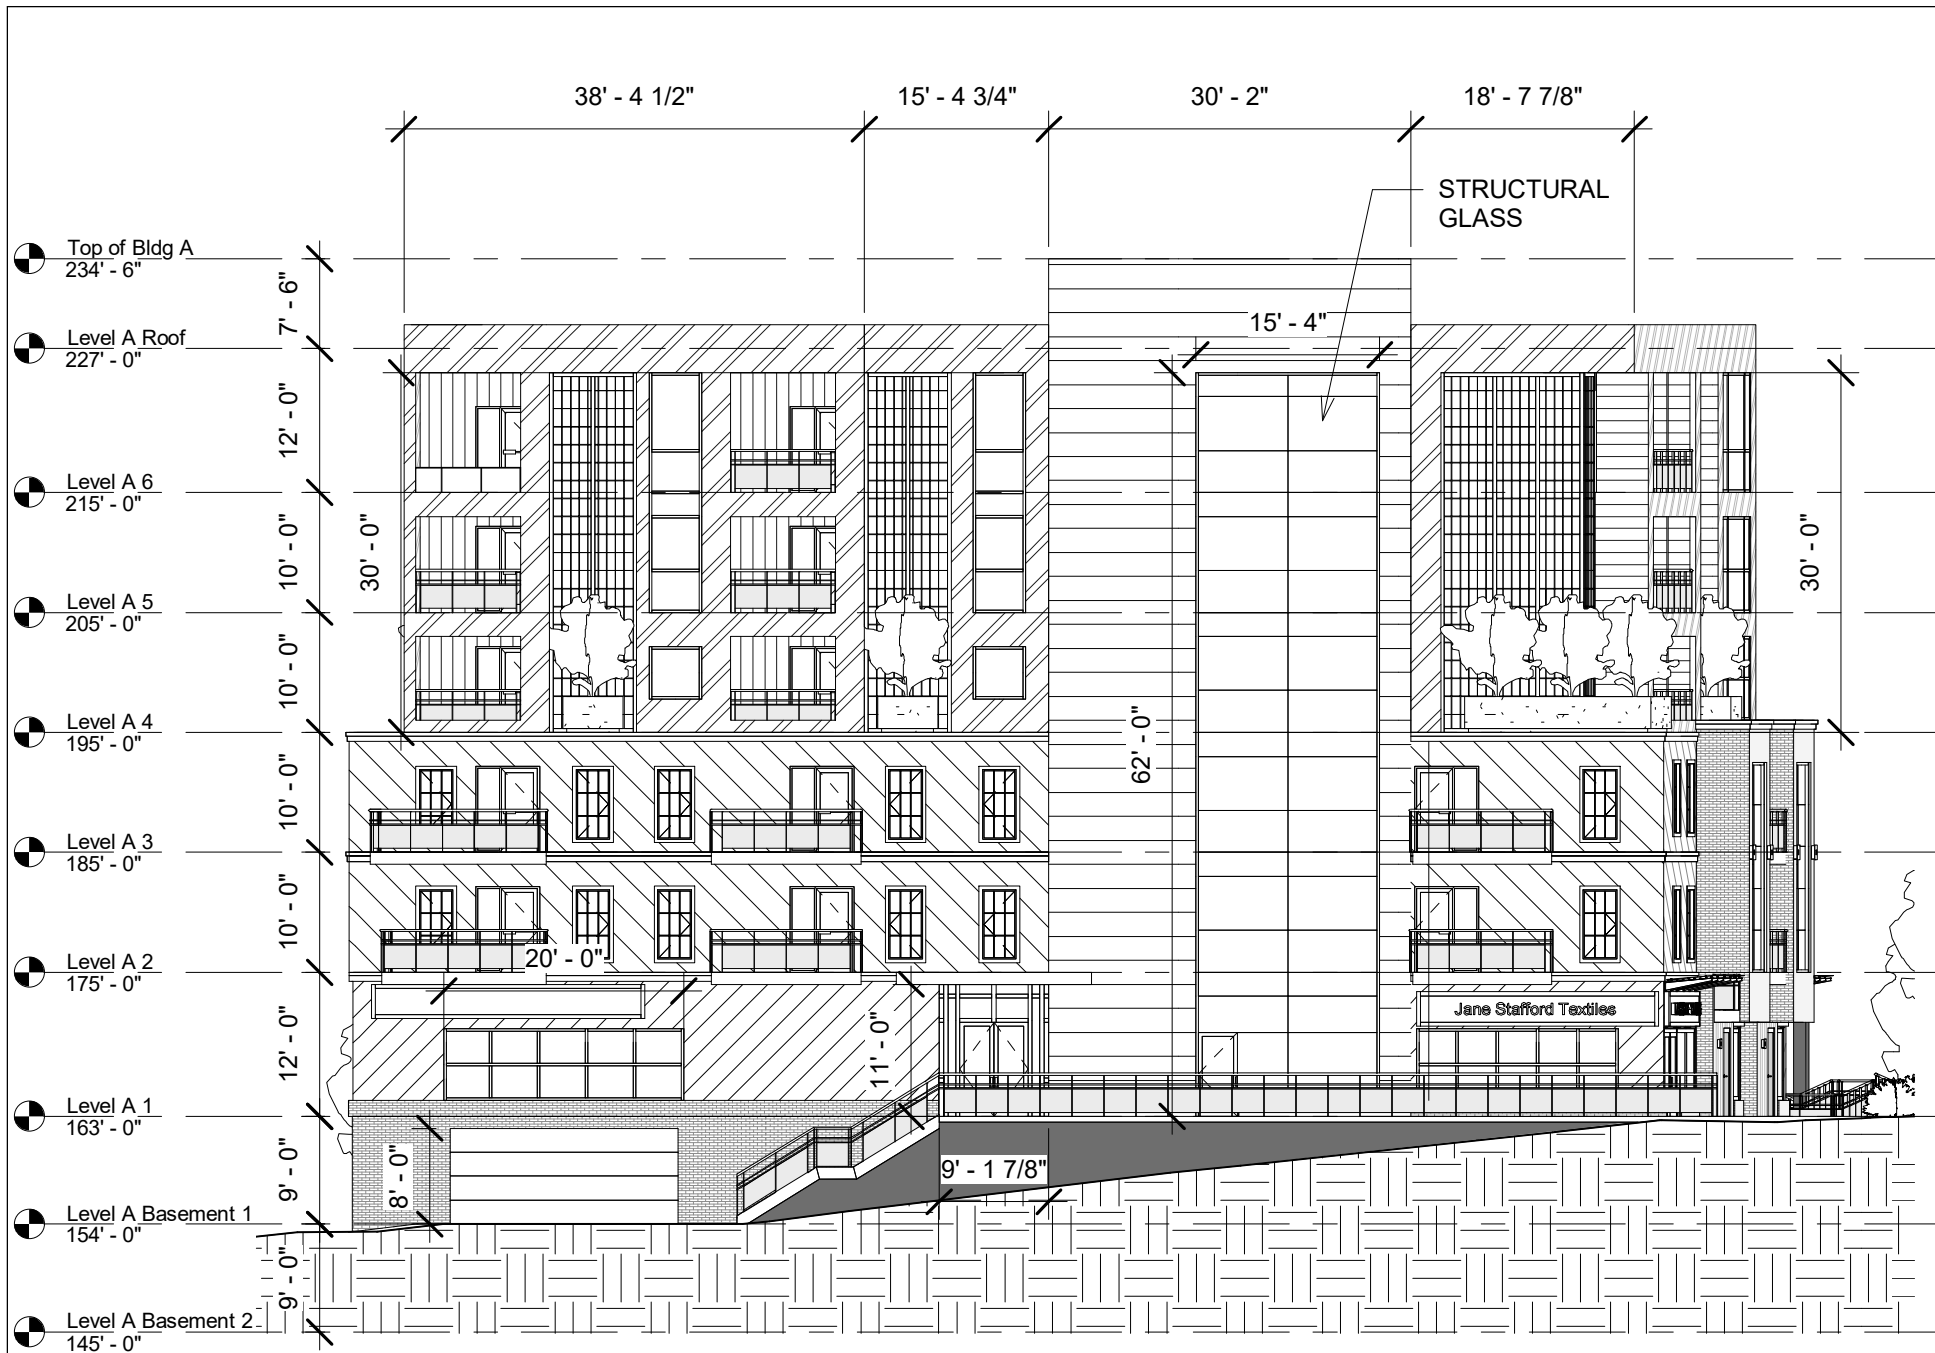 38' - 4 1/2"
15' - 4 3/4"
30' - 2"
18' - 7 7/8"
STRUCTURAL
GLASS
Top of Bldg A
234' - 6"
7' - 6"
15' - 4"
Level A Roof
227' - 0"
12' - 0"
Level A 6
215' - 0"
10' - 0"
30' - 0"
30' - 0"
Level A 5
205' - 0"
10' - 0"
Level A 4
195' - 0"
62' - 0"
10' - 0"
Level A 3
185' - 0"
10' - 0"
20' - 0"
Level A 2
175' - 0"
Jane Stafford Textiles
12' - 0"
11' - 0"
Level A 1
163' - 0"
9' - 0"
8' - 0"
9' - 1 7/8"
Level A Basement 1
154' - 0"
9' - 0"
Level A Basement 2
145' - 0"